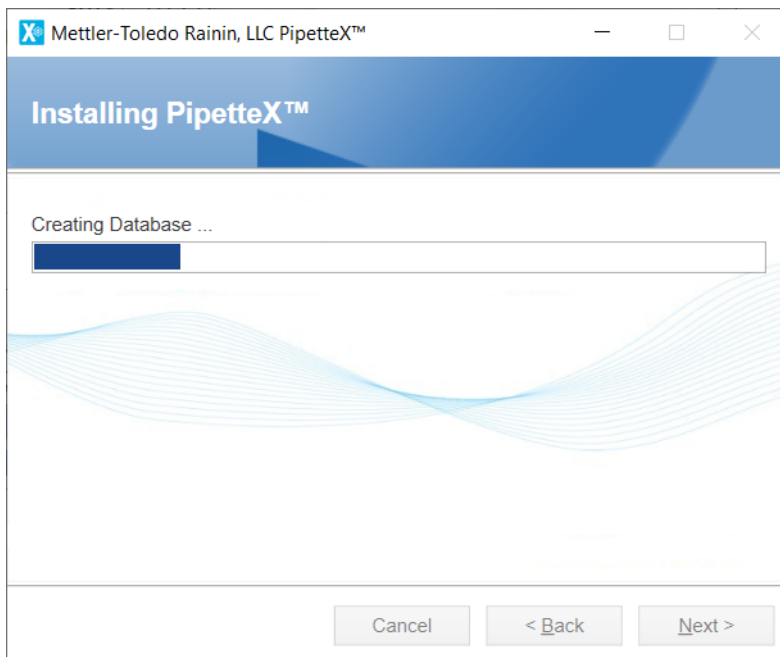 Mettler-Toledo Rainin, LLC PipetteX™
Installing PipetteX™
Creating Database ...
Cancel
< Back
Next >